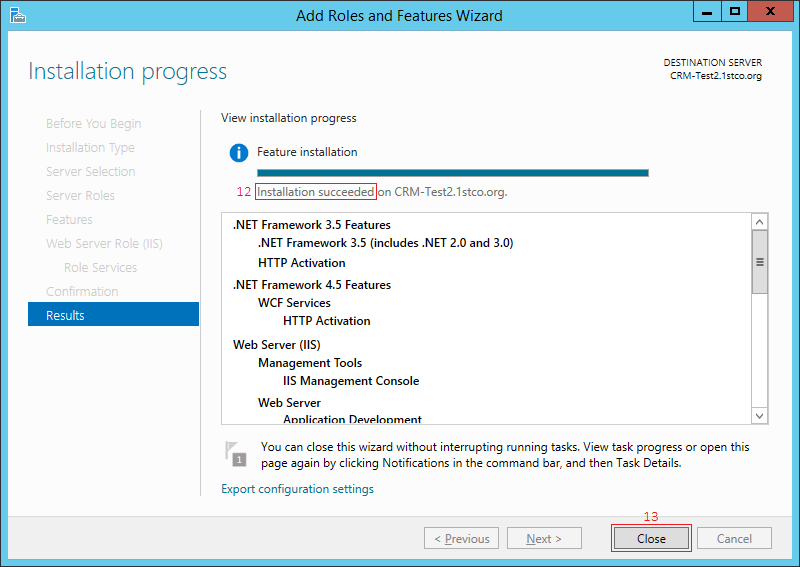 Add Roles and Features Wizard
Installation progress
DESTINATION SERVER
CRM-Test2.1stco.org
Before You Begin
Installation Type
Server Selection
Server Roles
Features
Web Server Role (IIS)
Role Services
Confirmation
Results
View installation progress
Feature installation
12 Installation succeeded on CRM-Test2.1stco.org.
.NET Framework 3.5 Features
.NET Framework 3.5 (includes .NET 2.0 and 3.0)
HTTP Activation
.NET Framework 4.5 Features
WCF Services
HTTP Activation
Web Server (IIS)
Management Tools
IIS Management Console
Web Server
Application Development
1
You can close this wizard without interrupting running tasks. View task progress or open this
page again by clicking Notifications in the command bar, and then Task Details.
Export configuration settings
13
< Previous
Next >
Close
Cancel